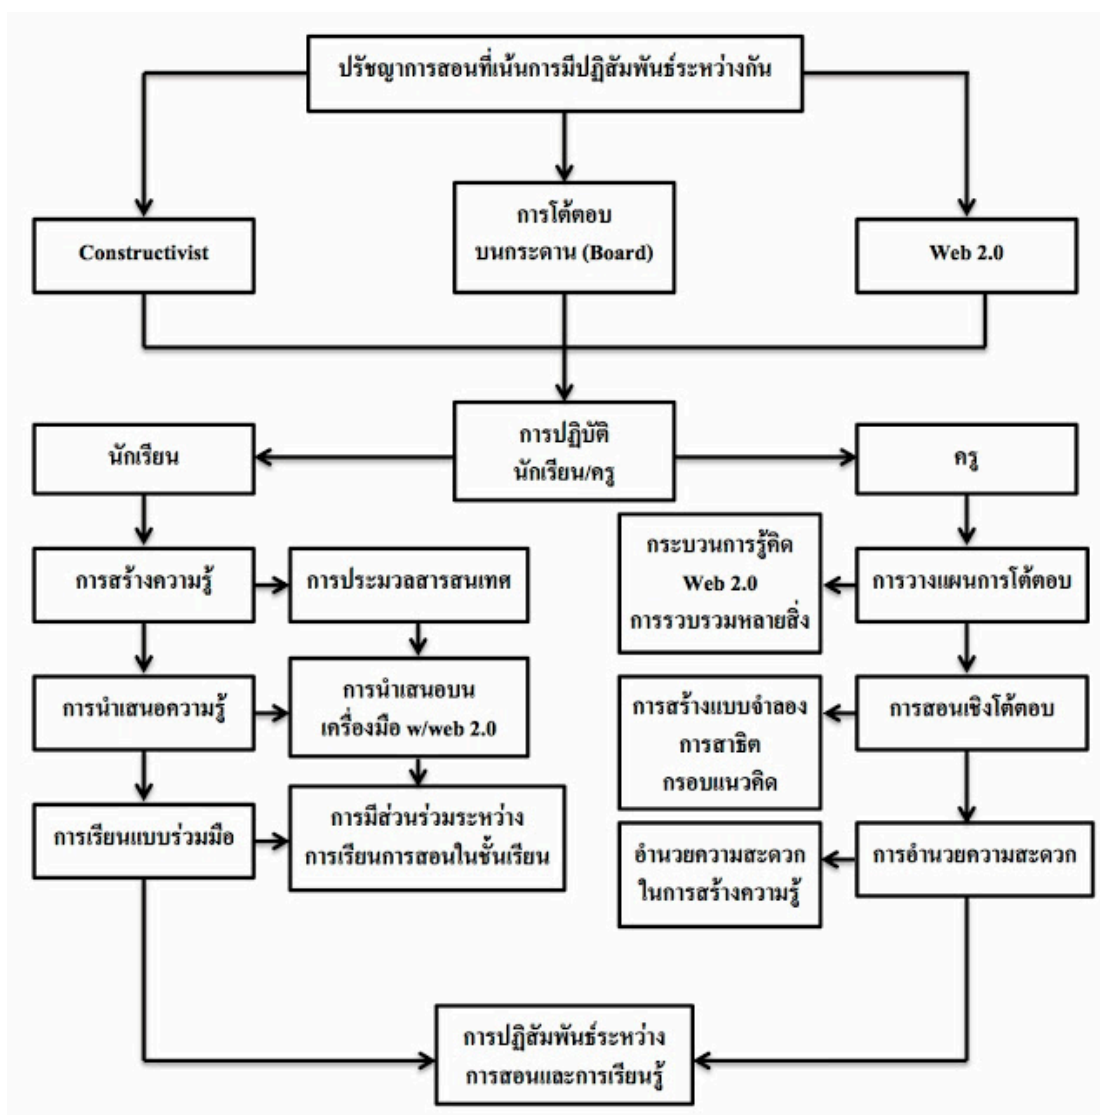 ปรัชญาการสอนที่เน้นการมีปฏิสัมพันธ์ระหว่างกัน
Constructivist
การโต้ตอบ
บนกระดาน (Board)
Web 2.0
การปฏิบัติ
นักเรียน/ครู
นักเรียน
ครู
การสร้างความรู้
การประมวลสารสนเทศ
กระบวนการรู้คิด
Web 2.0
การรวบรวมหลายสิ่ง
การวางแผนการโต้ตอบ
การนำเสนอความรู้
การนำเสนอบน
เครื่องมือ w/web 2.0
การสร้างแบบจำลอง
การสาธิต
กรอบแนวคิด
การสอนเชิงโต้ตอบ
การเรียนแบบร่วมมือ
การมีส่วนร่วมระหว่าง
การเรียนการสอนในชั้นเรียน
อำนวยความสะดวก
ในการสร้างความรู้
การอำนวยความสะดวก
การปฏิสัมพันธ์ระหว่าง
การสอนและการเรียนรู้